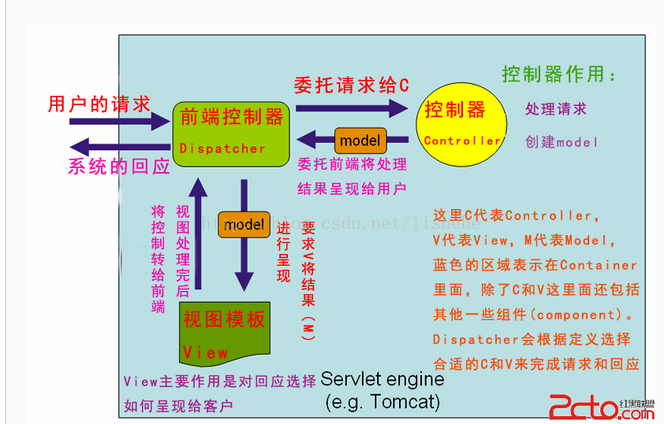 用户的请求
系统的回应
前端控制器
Dispatcher
委托请求给C
model
委托前端将处理
结果呈现给用户
控制器
Controller
控制器作用：
处理请求
创建model
视图处理完后
将控制转给前端
model
要求V将结果（M）
进行呈现
视图模板
View
View主要作用是对回应选择
如何呈现给客户
Servlet engine
(e.g. Tomcat)
这里C代表Controller,
V代表View, M代表Model,
蓝色的区域表示在Container
里面，除了C和V这里面还包括
其他一些组件(component)。
Dispatcher会根据定义选择
合适的C和V来完成请求和回应
2cto.com
红黑联盟